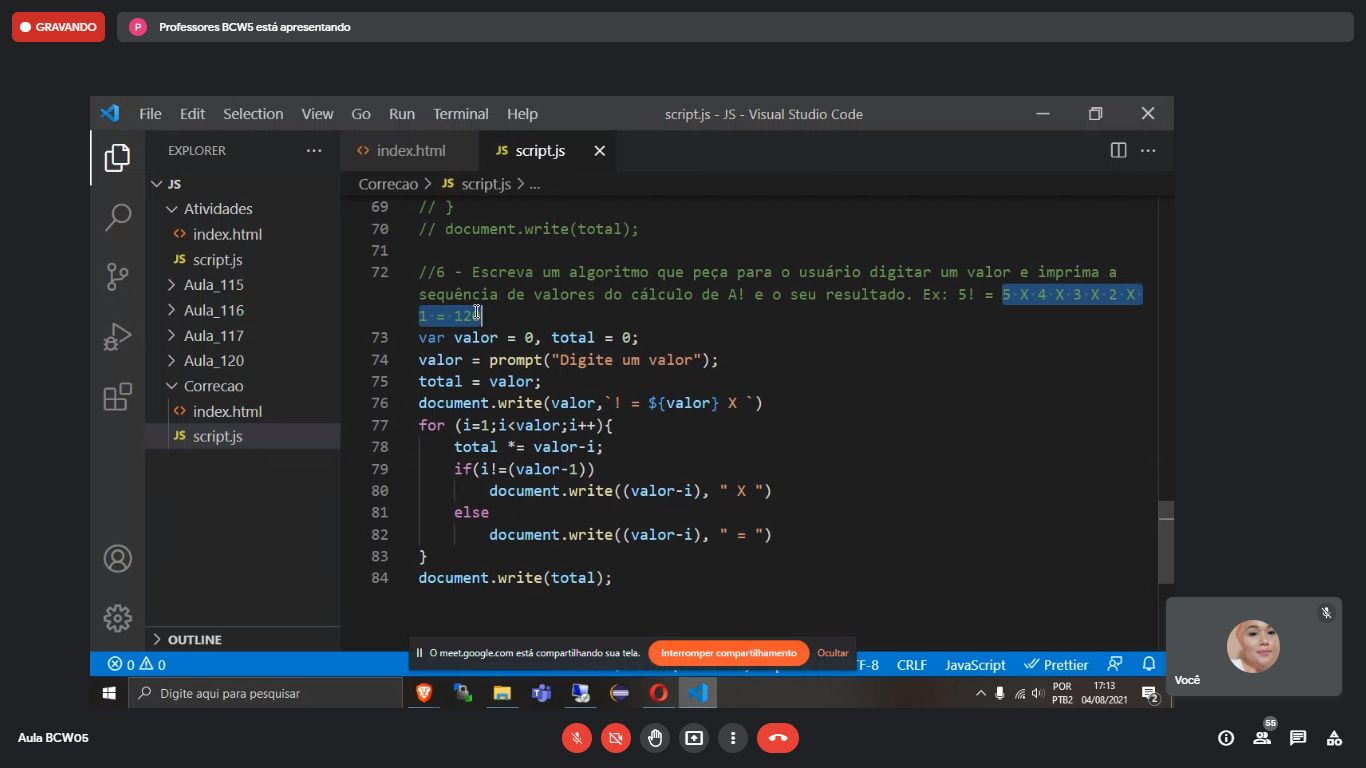 GRAVANDO
P
Professores BCW5 está apresentando
File Edit Selection View Go Run Terminal Help
script.js - JS - Visual Studio Code
EXPLORER
index.html
JS script.js
Correcao > JS script.js > ...
JS
Atividades
index.html
JS script.js
Aula_115
Aula_116
Aula_117
Aula_120
Correcao
index.html
JS script.js
OUTLINE
69 // }
70 // document.write(total);
71
72 //6 - Escreva um algoritmo que peça para o usuário digitar um valor e imprima a
sequência de valores do cálculo de A! e o seu resultado. Ex: 5! = 5 X 4 X 3 X 2 X
1 = 120
73 var valor = 0, total = 0;
74 valor = prompt("Digite um valor");
75 total = valor;
76 document.write(valor,`! = ${valor} X `)
77 for (i=1;i<valor;i++){
78 total *= valor-i;
79 if(i!=(valor-1))
80 document.write((valor-i), " X ")
81 else
82 document.write((valor-i), " = ")
83 }
84 document.write(total);
O meet.google.com está compartilhando sua tela. Interromper compartilhamento Ocultar
0 0
TF-8 CRLF JavaScript Prettier
Você
Digite aqui para pesquisar
POR
PTB2
17:13
04/08/2021
2
Aula BCW05
55